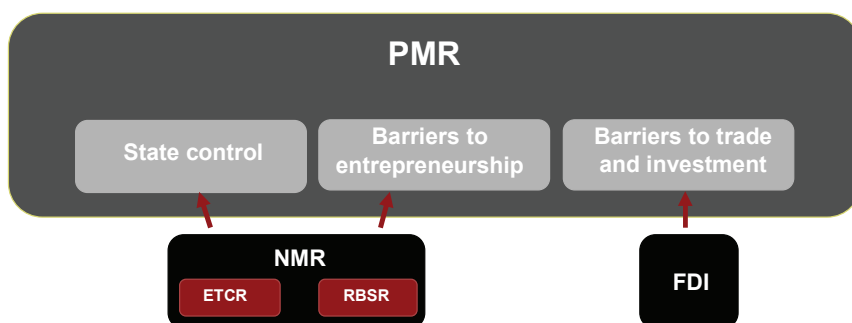 PMR
State control
Barriers to
entrepreneurship
Barriers to trade
and investment
NMR
ETCR
RBSR
FDI